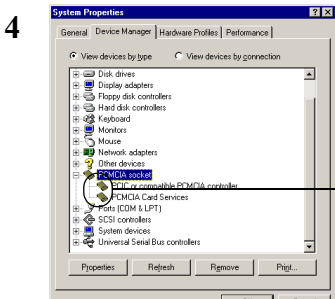 4
System Properties
General Device Manager Hardware Profiles Performance
View devices by type View devices by connection
Disk drives
Display adapters
Floppy disk controllers
Hard disk controllers
Keyboard
Monitors
Mouse
Network adapters
Other devices
PCMCIA socket
PCIC or compatible PCMCIA controller
PCMCIA Card Services
Ports (COM & LPT)
SCSI controllers
System devices
Universal Serial Bus controllers
Properties Refresh Remove Print...